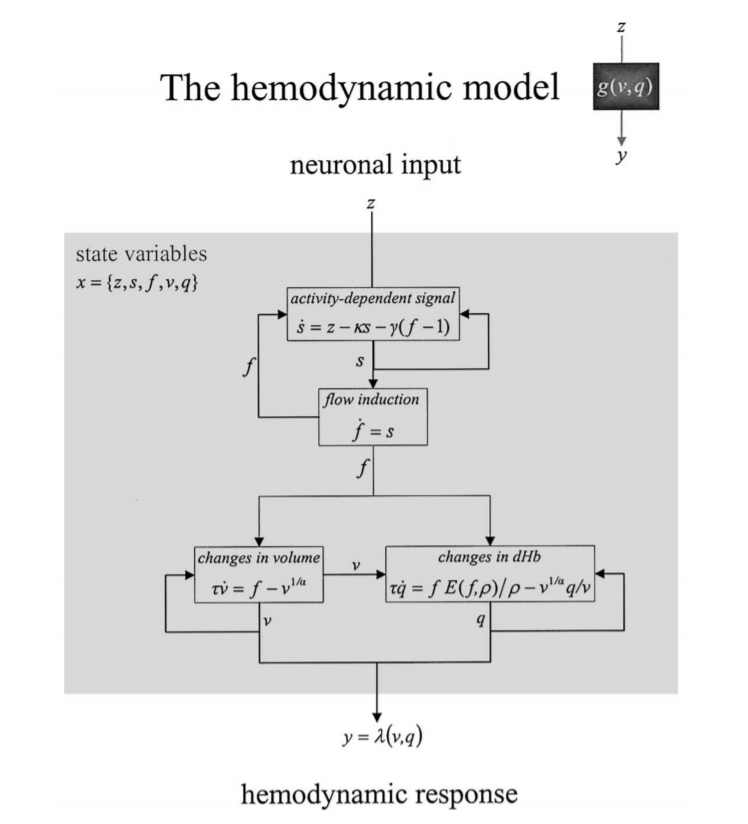 z
The hemodynamic model
g(v,q)
y
neuronal input
z
state variables
x = {z,s,f,v,q}
activity-dependent signal
ṡ = z − κs − γ(f − 1)
f
s
flow induction
ḟ = s
f
changes in volume
τv̇ = f − v^{1/α}
v
changes in dHb
τq̇ = f E(f,ρ)/ρ − v^{1/α} q/v
v
q
y = λ(v,q)
hemodynamic response